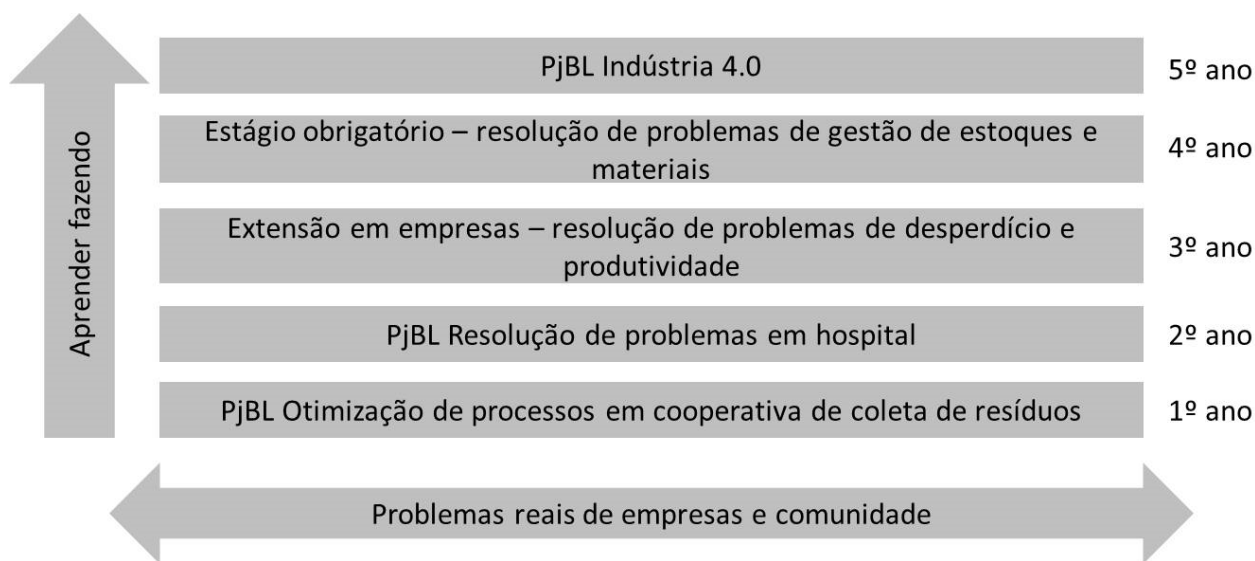 PjBL Indústria 4.0
5º ano
Estágio obrigatório – resolução de problemas de gestão de estoques e
materiais
4º ano
Extensão em empresas – resolução de problemas de desperdício e
produtividade
3º ano
PjBL Resolução de problemas em hospital
2º ano
PjBL Otimização de processos em cooperativa de coleta de resíduos
1º ano
Aprender fazendo
Problemas reais de empresas e comunidade